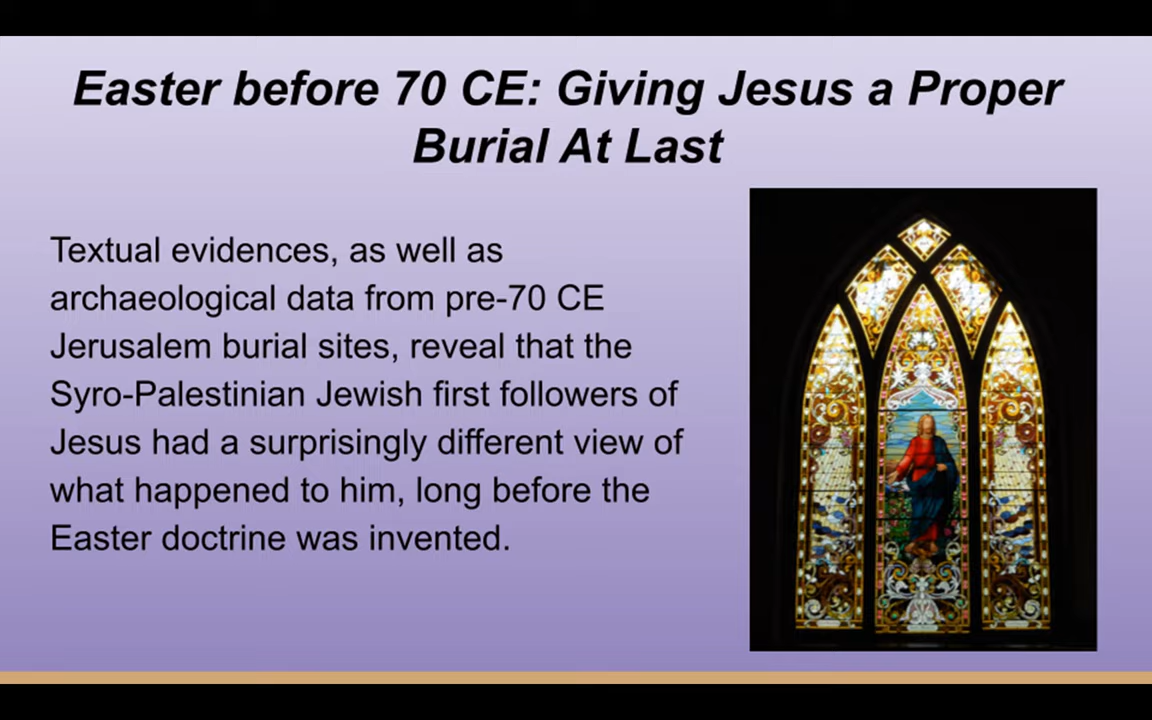 Easter before 70 CE: Giving Jesus a Proper
Burial At Last
Textual evidences, as well as
archaeological data from pre-70 CE
Jerusalem burial sites, reveal that the
Syro-Palestinian Jewish first followers of
Jesus had a surprisingly different view of
what happened to him, long before the
Easter doctrine was invented.